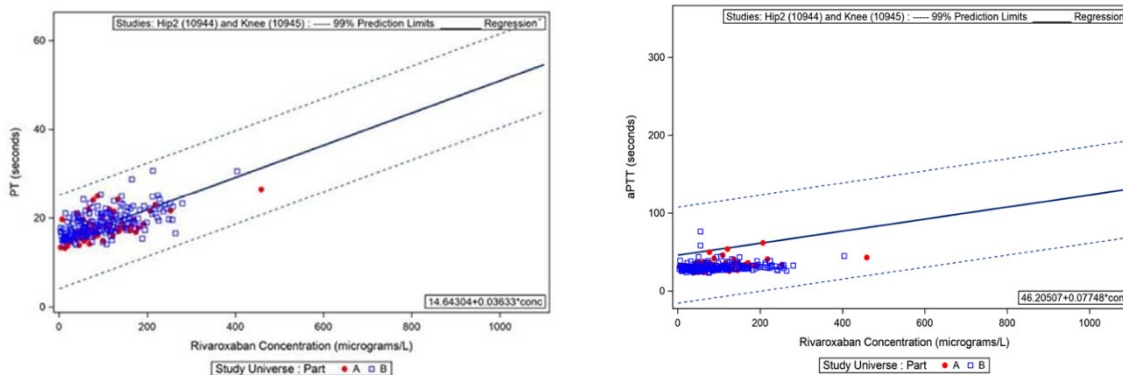 Studies: Hip2 (10944) and Knee (10945) : ----- 99% Prediction Limits ______ Regression
60
40
20
0
PT (seconds)
14.64304+0.03633*conc
0 200 400 600 800 1000
Rivaroxaban Concentration (micrograms/L)
Study Universe : Part A B
Studies: Hip2 (10944) and Knee (10945) : ----- 99% Prediction Limits ______ Regression
300
200
100
0
aPTT (seconds)
46.20507+0.07748*con
0 200 400 600 800 1000
Rivaroxaban Concentration (micrograms/L)
Study Universe : Part A B